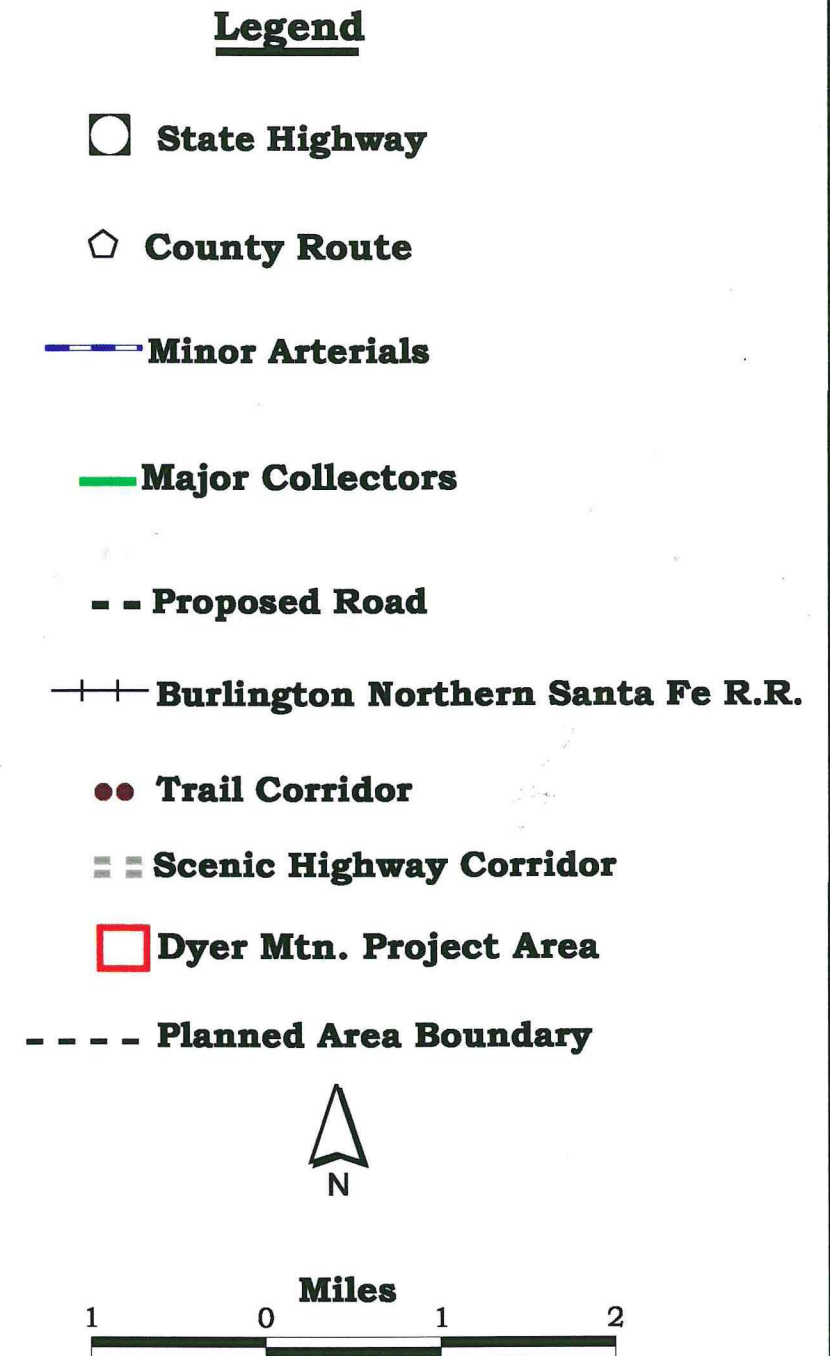 Legend
State Highway
County Route
Minor Arterials
Major Collectors
Proposed Road
Burlington Northern Santa Fe R.R.
Trail Corridor
Scenic Highway Corridor
Dyer Mtn. Project Area
Planned Area Boundary
N
Miles
1 0 1 2